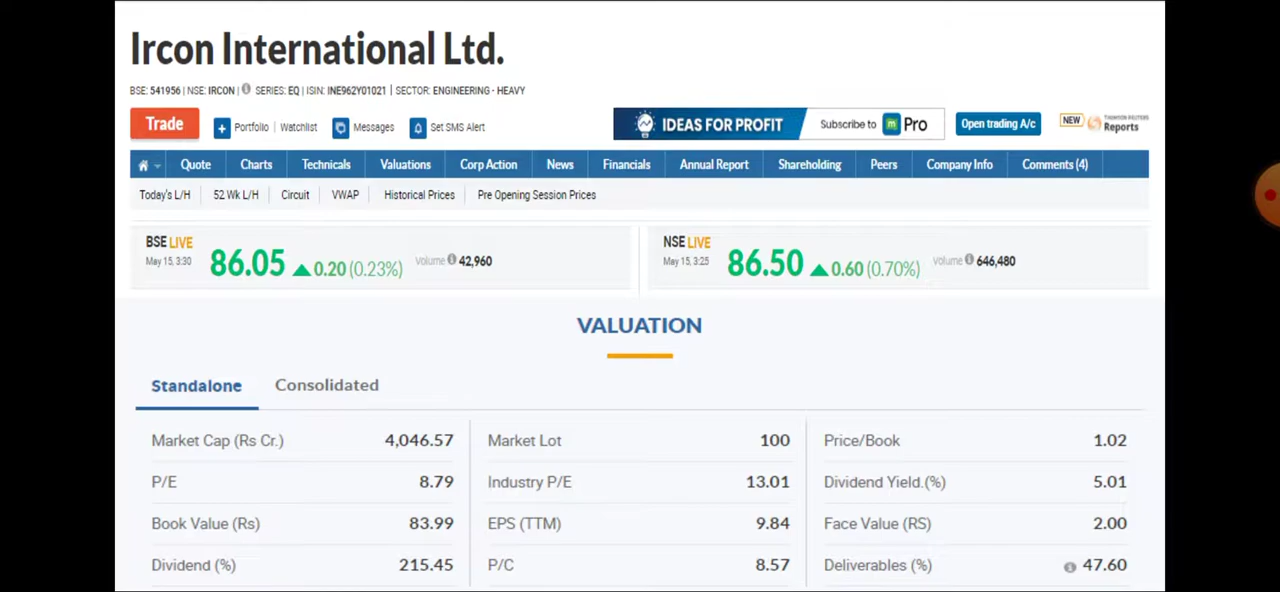 Ircon International Ltd.
BSE: 541956 | NSE: IRCON | SERIES: EQ | ISIN: INE962Y01021 | SECTOR: ENGINEERING - HEAVY
Trade Portfolio | Watchlist Messages Set SMS Alert IDEAS FOR PROFIT Subscribe to m Pro Open trading A/c NEW THOMSON REUTERS Reports
Quote Charts Technicals Valuations Corp Action News Financials Annual Report Shareholding Peers Company Info Comments (4)
Today's L/H 52 Wk L/H Circuit VWAP Historical Prices Pre Opening Session Prices
BSE LIVE
May 15, 3:30
86.05 0.20 (0.23%) Volume 42,960
NSE LIVE
May 15, 3:25
86.50 0.60 (0.70%) Volume 646,480
VALUATION
Standalone Consolidated
Market Cap (Rs Cr.) 4,046.57 Market Lot 100 Price/Book 1.02
P/E 8.79 Industry P/E 13.01 Dividend Yield.(%) 5.01
Book Value (Rs) 83.99 EPS (TTM) 9.84 Face Value (RS) 2.00
Dividend (%) 215.45 P/C 8.57 Deliverables (%) 47.60